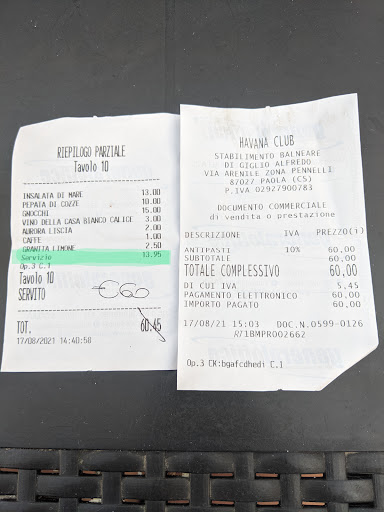 RIEPILOGO PARZIALE
Tavolo 10
INSALATA DI MARE 13.00
PEPATA DI COZZE 10.00
GNOCCHI 15.00
VINO DELLA CASA BIANCO CALICE 3.00
AURORA LISCIA 2.00
CAFFE 1.00
GRANITA LIMONE 2.50
Servizio 13.95
Op.3 C.1
Tavolo 10
SERVITO
€60
TOT. 60.45
17/08/2021 14:40:58
HAVANA CLUB
STABILIMENTO BALNEARE
DI GIGLIO ALFREDO
VIA ARENILE ZONA PENNELLI
87027 PAOLA (CS)
P.IVA 02927900783
DOCUMENTO COMMERCIALE
di vendita o prestazione
DESCRIZIONE IVA PREZZO(€)
ANTIPASTI 10% 60,00
SUBTOTALE 60,00
TOTALE COMPLESSIVO 60,00
DI CUI IVA 5,45
PAGAMENTO ELETTRONICO 60,00
IMPORTO PAGATO 60,00
17/08/21 15:03 DOC.N.0599-0126
R71BMPR002662
Op.3 CK:bgafcdhedi C.1